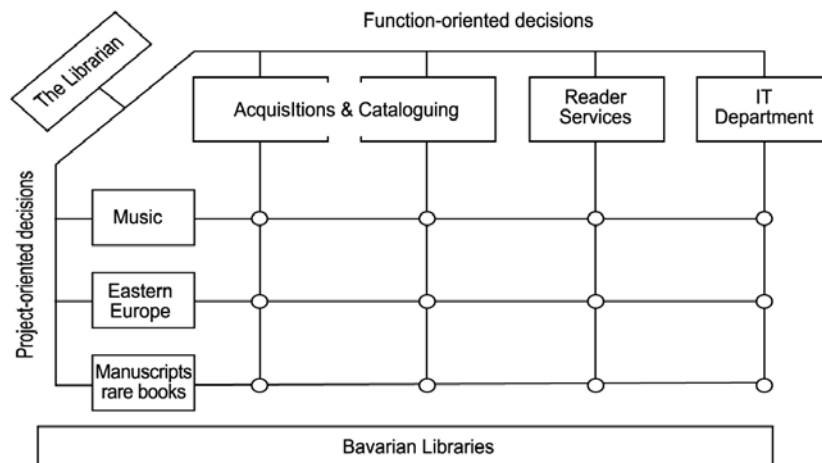 Function-oriented decisions
The Librarian
AcquisItions & Cataloguing
Reader
Services
IT
Department
Project-oriented decisions
Music
Eastern
Europe
Manuscripts
rare books
Bavarian Libraries